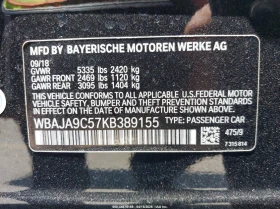 MFD. BY BAYERISCHE MOTOREN WERKE AG
09/18
GVWR 5335 lbs 2420 kg
GAWR FRONT 2469 lbs 1120 kg
GAWR REAR 3095 lbs 1404 kg
THIS VEHICLE CONFORMS TO ALL APPLICABLE FEDERAL MOTOR VEHICLE SAFETY, BUMPER, AND THEFT PREVENTION STANDARDS IN EFFECT ON THE DATE OF MANUFACTURE SHOWN ABOVE.
WBAJA9C57KB389155 TYPE: PASSENGER CAR
475/9
7315814